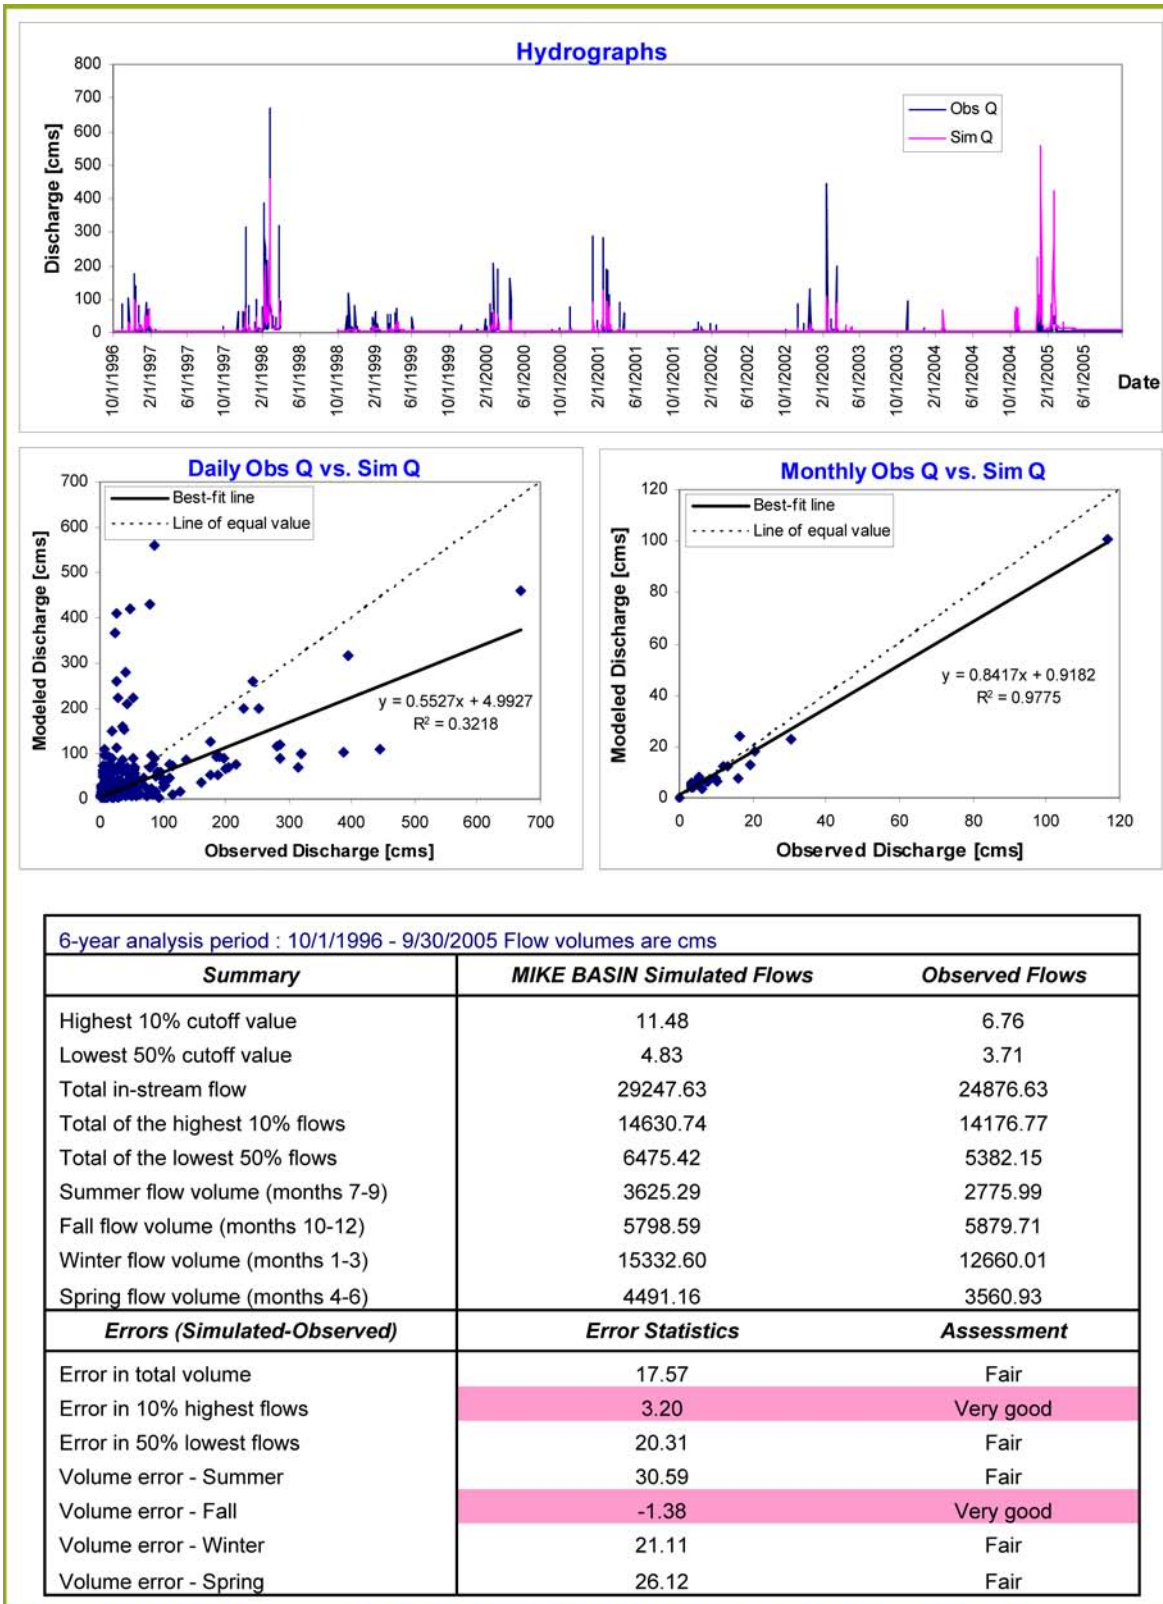 Hydrographs
Discharge [cms]
800
700
600
500
400
300
200
100
0
Obs Q
Sim Q
10/1/1996
2/1/1997
6/1/1997
10/1/1997
2/1/1998
6/1/1998
10/1/1998
2/1/1999
6/1/1999
10/1/1999
2/1/2000
6/1/2000
10/1/2000
2/1/2001
6/1/2001
10/1/2001
2/1/2002
6/1/2002
10/1/2002
2/1/2003
6/1/2003
10/1/2003
2/1/2004
6/1/2004
10/1/2004
2/1/2005
6/1/2005
Date
Daily Obs Q vs. Sim Q
Modeled Discharge [cms]
700
600
500
400
300
200
100
0
Best-fit line
Line of equal value
y = 0.5527x + 4.9927
R² = 0.3218
0 100 200 300 400 500 600 700
Observed Discharge [cms]
Monthly Obs Q vs. Sim Q
Modeled Discharge [cms]
120
100
80
60
40
20
0
Best-fit line
Line of equal value
y = 0.8417x + 0.9182
R² = 0.9775
0 20 40 60 80 100 120
Observed Discharge [cms]
6-year analysis period : 10/1/1996 - 9/30/2005 Flow volumes are cms
Summary MIKE BASIN Simulated Flows Observed Flows
Highest 10% cutoff value 11.48 6.76
Lowest 50% cutoff value 4.83 3.71
Total in-stream flow 29247.63 24876.63
Total of the highest 10% flows 14630.74 14176.77
Total of the lowest 50% flows 6475.42 5382.15
Summer flow volume (months 7-9) 3625.29 2775.99
Fall flow volume (months 10-12) 5798.59 5879.71
Winter flow volume (months 1-3) 15332.60 12660.01
Spring flow volume (months 4-6) 4491.16 3560.93
Errors (Simulated-Observed) Error Statistics Assessment
Error in total volume 17.57 Fair
Error in 10% highest flows 3.20 Very good
Error in 50% lowest flows 20.31 Fair
Volume error - Summer 30.59 Fair
Volume error - Fall -1.38 Very good
Volume error - Winter 21.11 Fair
Volume error - Spring 26.12 Fair